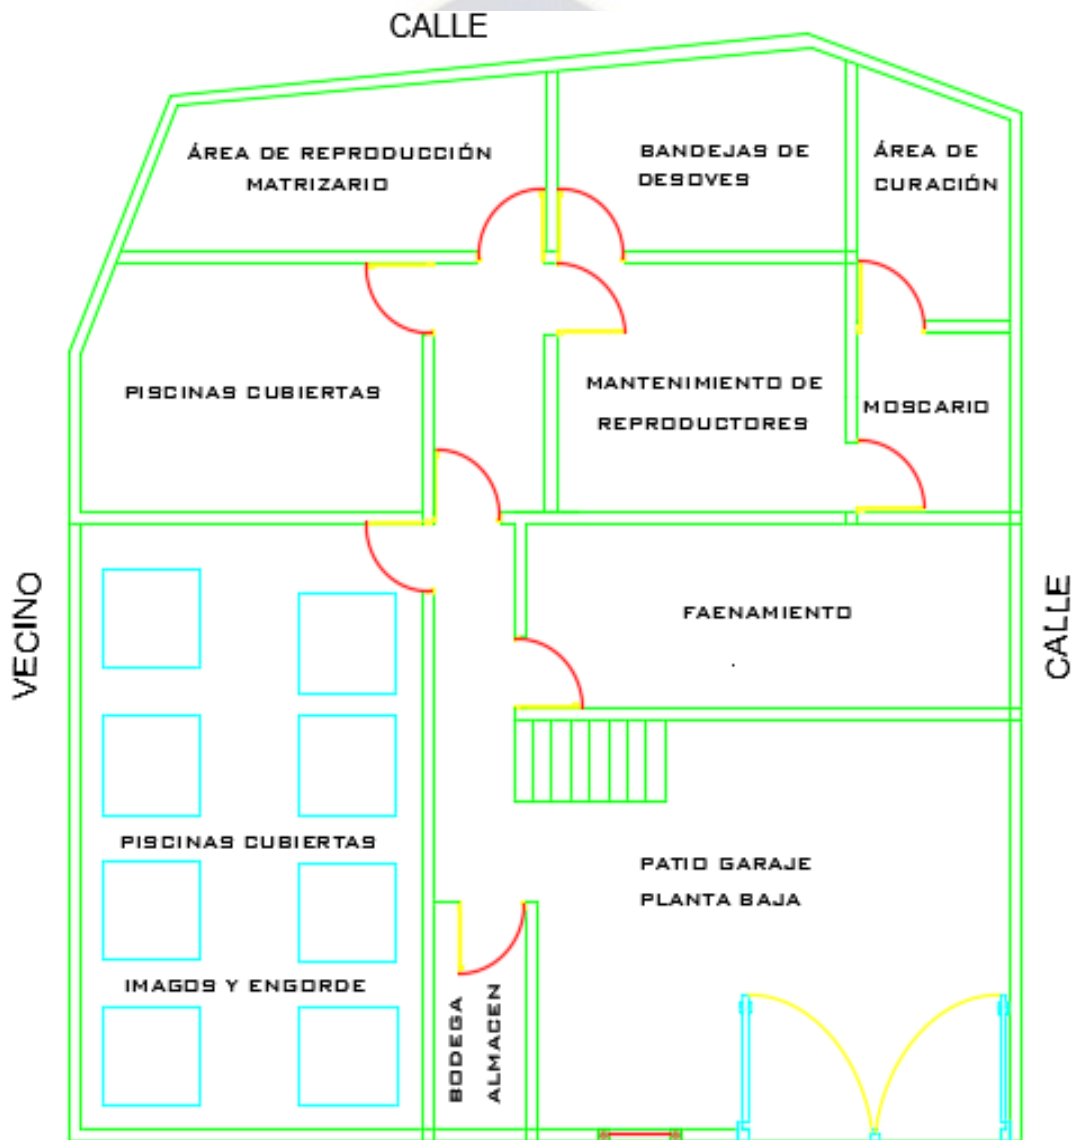 CALLE
ÁREA DE REPRODUCCIÓN
MATRIZARIO
BANDEJAS DE
DESOVES
ÁREA DE
CURACIÓN
PISCINAS CUBIERTAS
MANTENIMIENTO DE
REPRODUCTORES
MOSCARIO
VECINO
FAENAMIENTO
CALLE
PISCINAS CUBIERTAS
PATIO GARAJE
PLANTA BAJA
IMAGOS Y ENGORDE
BODEGA
ALMACEN